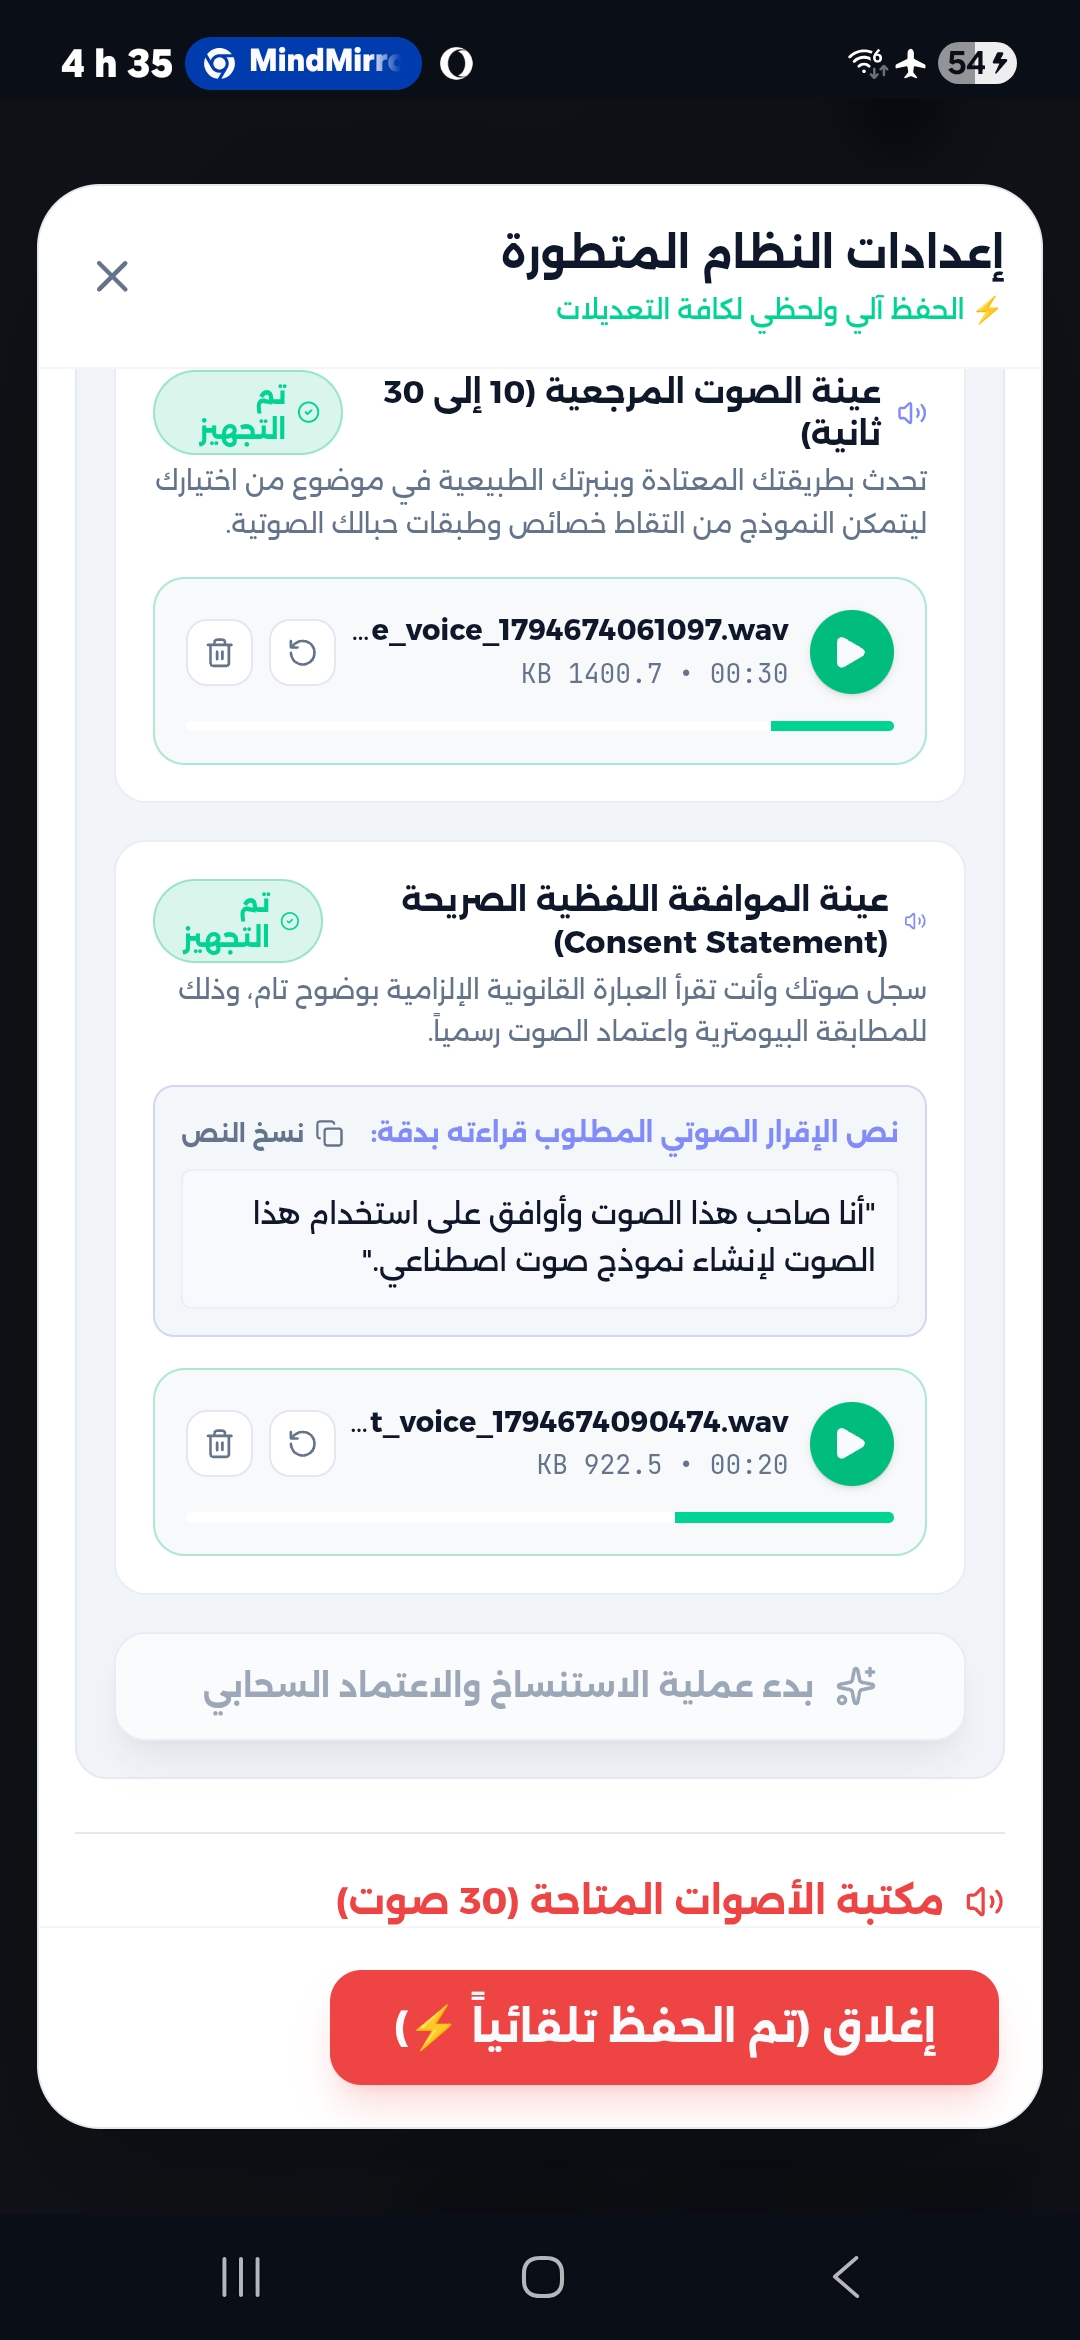 4 h 35 MindMirro 54
إعدادات النظام المتطورة
⚡ الحفظ آلي ولحظي لكافة التعديلات
عينة الصوت المرجعية (10 إلى 30
ثانية)
تم
التجهيز
تحدث بطريقتك المعتادة وبنبرتك الطبيعية في موضوع من اختيارك
ليتمكن النموذج من التقاط خصائص وطبقات حبالك الصوتية.
...e_voice_1794674061097.wav
KB 1400.7 • 00:30
عينة الموافقة اللفظية الصريحة
(Consent Statement)
تم
التجهيز
سجل صوتك وأنت تقرأ العبارة القانونية الإلزامية بوضوح تام، وذلك
للمطابقة البيومترية واعتماد الصوت رسمياً.
نص الإقرار الصوتي المطلوب قراءته بدقة:
نسخ النص
"أنا صاحب هذا الصوت وأوافق على استخدام هذا
الصوت لإنشاء نموذج صوت اصطناعي."
...t_voice_1794674090474.wav
KB 922.5 • 00:20
بدء عملية الاستنساخ والاعتماد السحابي
مكتبة الأصوات المتاحة (30 صوت)
إغلاق (تم الحفظ تلقائياً ⚡)